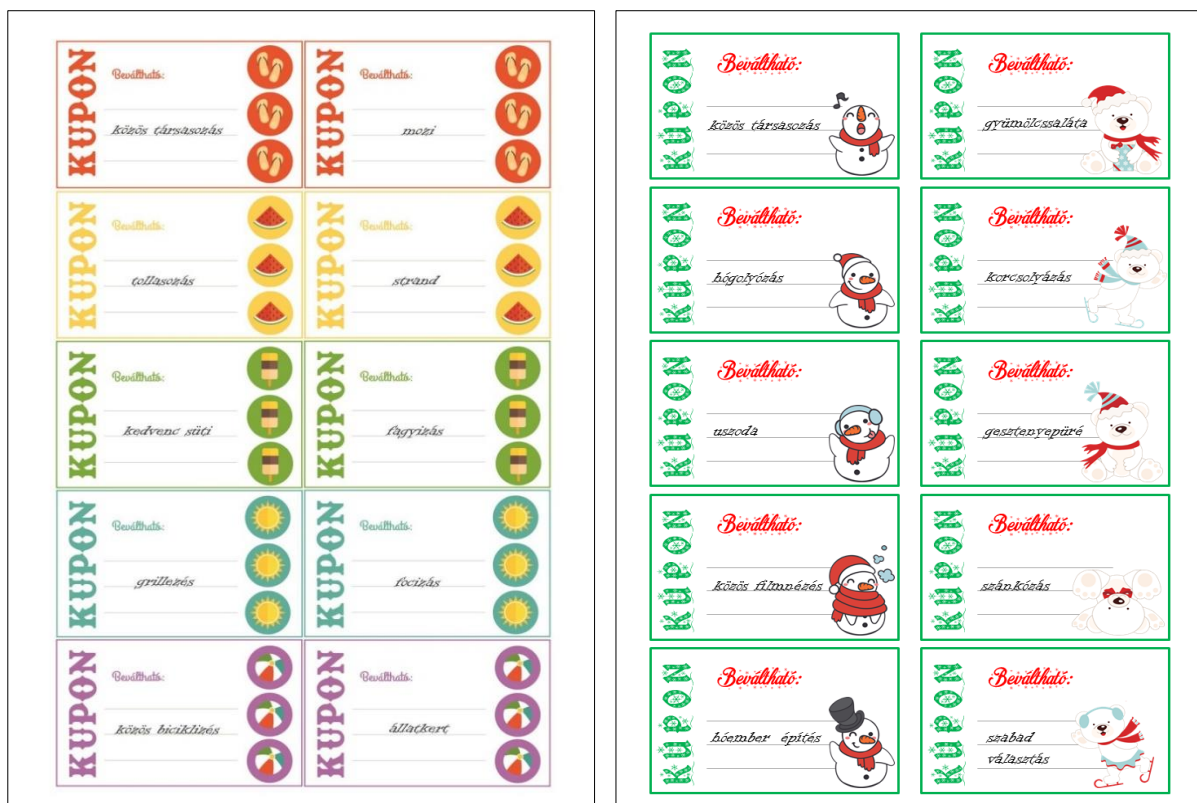 KUPON
Beváltható:
közös társasozás
KUPON
Beváltható:
mozi
KUPON
Beváltható:
tollasozás
KUPON
Beváltható:
strand
KUPON
Beváltható:
kedvenc süti
KUPON
Beváltható:
fagyizás
KUPON
Beváltható:
grillezés
KUPON
Beváltható:
focizás
KUPON
Beváltható:
közös biciklizés
KUPON
Beváltható:
állatkert
KUPON
Beváltható:
közös társasozás
KUPON
Beváltható:
gyümölcssaláta
KUPON
Beváltható:
hógolyózás
KUPON
Beváltható:
korcsolyázás
KUPON
Beváltható:
uszoda
KUPON
Beváltható:
gesztenyepüré
KUPON
Beváltható:
közös filmnézés
KUPON
Beváltható:
szánkózás
KUPON
Beváltható:
hóember építés
KUPON
Beváltható:
szabad
választás